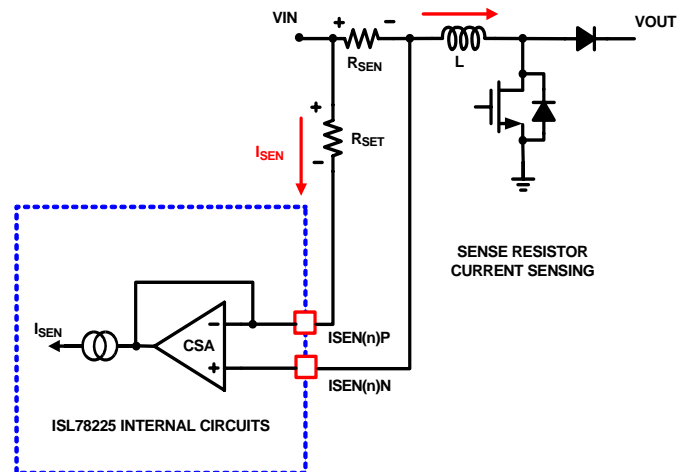 VIN
+
-
VOUT
RSEN
L
+
RSET
-
ISEN
SENSE RESISTOR
CURRENT SENSING
ISEN
-
CSA
+
ISEN(n)P
ISEN(n)N
ISL78225 INTERNAL CIRCUITS